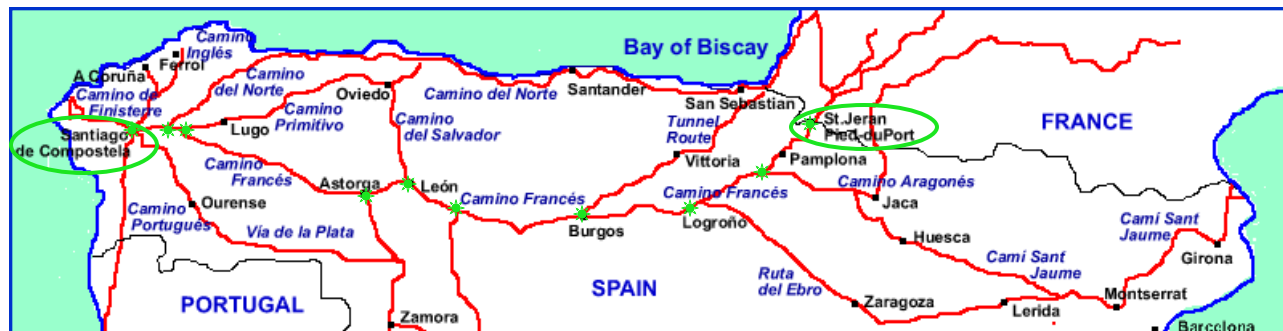 Bay of Biscay
Camino
Inglés
Ferrol
A Coruña
Camino de
Finisterre
Camino
del Norte
Oviedo
Camino del Norte
Santander
San Sebastian
Santiago
de Compostela
Lugo
Camino
Primitivo
Camino
del Salvador
Tunnel
Route
Vittoria
St.Jeran
Pied-duPort
FRANCE
Pamplona
Camino
Francés
Astorga
León
Camino Francés
Burgos
Camino Francés
Logroño
Camino Aragonés
Jaca
Huesca
Camino
Portugués
Ourense
Vía de la Plata
PORTUGAL
SPAIN
Zamora
Ruta
del Ebro
Zaragoza
Lerida
Camí Sant
Jaume
Montserrat
Camí Sant
Jaume
Girona
Barcelona